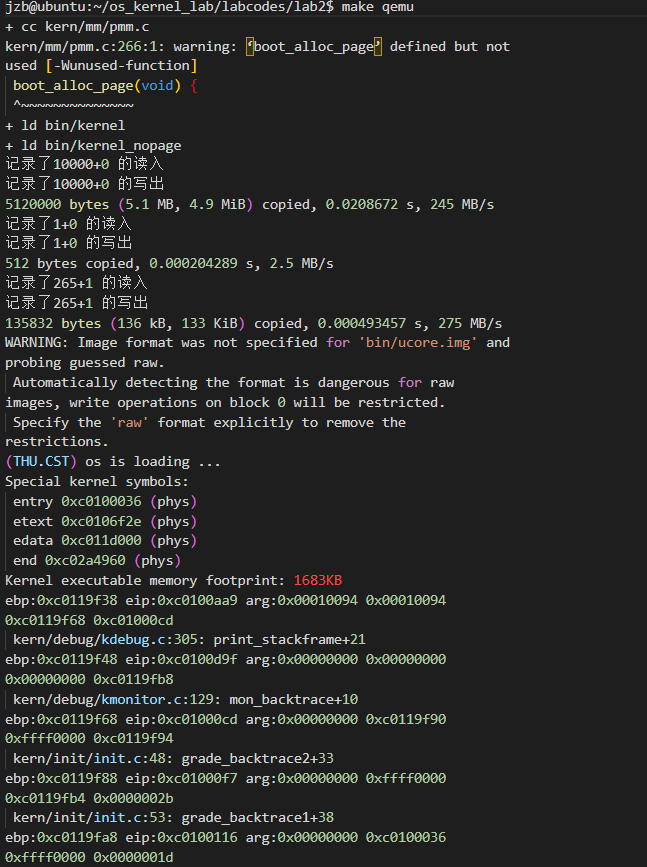 jzb@ubuntu:~/os_kernel_lab/labcodes/lab2$ make qemu
+ cc kern/mm/pmm.c
kern/mm/pmm.c:266:1: warning: ‘boot_alloc_page’ defined but not
used [-Wunused-function]
 boot_alloc_page(void) {
 ^~~~~~~~~~~~~~~
+ ld bin/kernel
+ ld bin/kernel_nopage
记录了10000+0 的读入
记录了10000+0 的写出
5120000 bytes (5.1 MB, 4.9 MiB) copied, 0.0208672 s, 245 MB/s
记录了1+0 的读入
记录了1+0 的写出
512 bytes copied, 0.000204289 s, 2.5 MB/s
记录了265+1 的读入
记录了265+1 的写出
135832 bytes (136 kB, 133 KiB) copied, 0.000493457 s, 275 MB/s
WARNING: Image format was not specified for 'bin/ucore.img' and
probing guessed raw.
 Automatically detecting the format is dangerous for raw
images, write operations on block 0 will be restricted.
 Specify the 'raw' format explicitly to remove the
restrictions.
(THU.CST) os is loading ...
Special kernel symbols:
 entry 0xc0100036 (phys)
 etext 0xc0106f2e (phys)
 edata 0xc011d000 (phys)
 end 0xc02a4960 (phys)
Kernel executable memory footprint: 1683KB
ebp:0xc0119f38 eip:0xc0100aa9 arg:0x00010094 0x00010094
0xc0119f68 0xc01000cd
 kern/debug/kdebug.c:305: print_stackframe+21
ebp:0xc0119f48 eip:0xc0100d9f arg:0x00000000 0x00000000
0x00000000 0xc0119fb8
 kern/debug/kmonitor.c:129: mon_backtrace+10
ebp:0xc0119f68 eip:0xc01000cd arg:0x00000000 0xc0119f90
0xffff0000 0xc0119f94
 kern/init/init.c:48: grade_backtrace2+33
ebp:0xc0119f88 eip:0xc01000f7 arg:0x00000000 0xffff0000
0xc0119fb4 0x0000002b
 kern/init/init.c:53: grade_backtrace1+38
ebp:0xc0119fa8 eip:0xc0100116 arg:0x00000000 0xc0100036
0xffff0000 0x0000001d